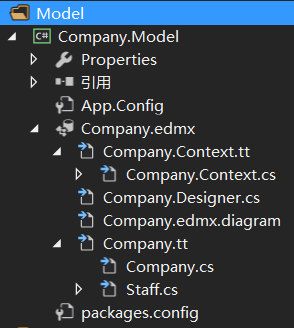 Model
C# Company.Model
Properties
引用
App.Config
Company.edmx
Company.Context.tt
Company.Context.cs
Company.Designer.cs
Company.edmx.diagram
Company.tt
Company.cs
Staff.cs
packages.config